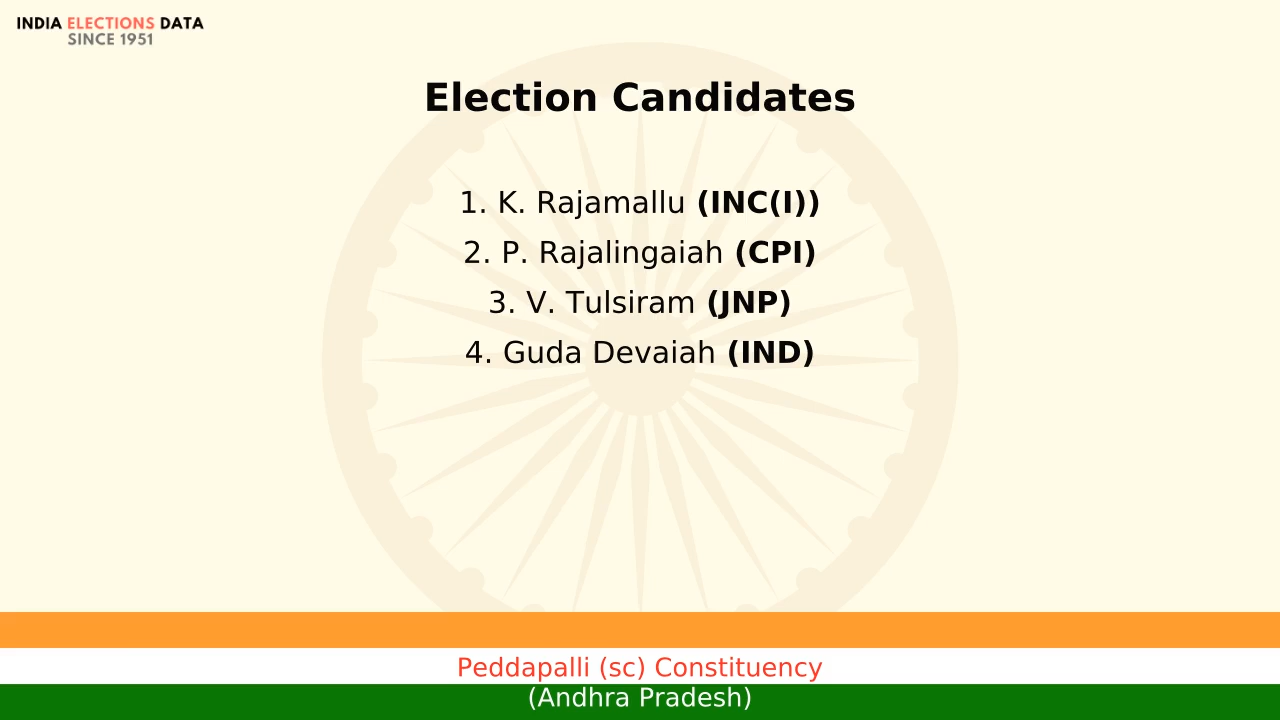 INDIA ELECTIONS DATA
SINCE 1951
Election Candidates
1. K. Rajamallu (INC(I))
2. P. Rajalingaiah (CPI)
3. V. Tulsiram (JNP)
4. Guda Devaiah (IND)
Peddapalli (sc) Constituency
(Andhra Pradesh)